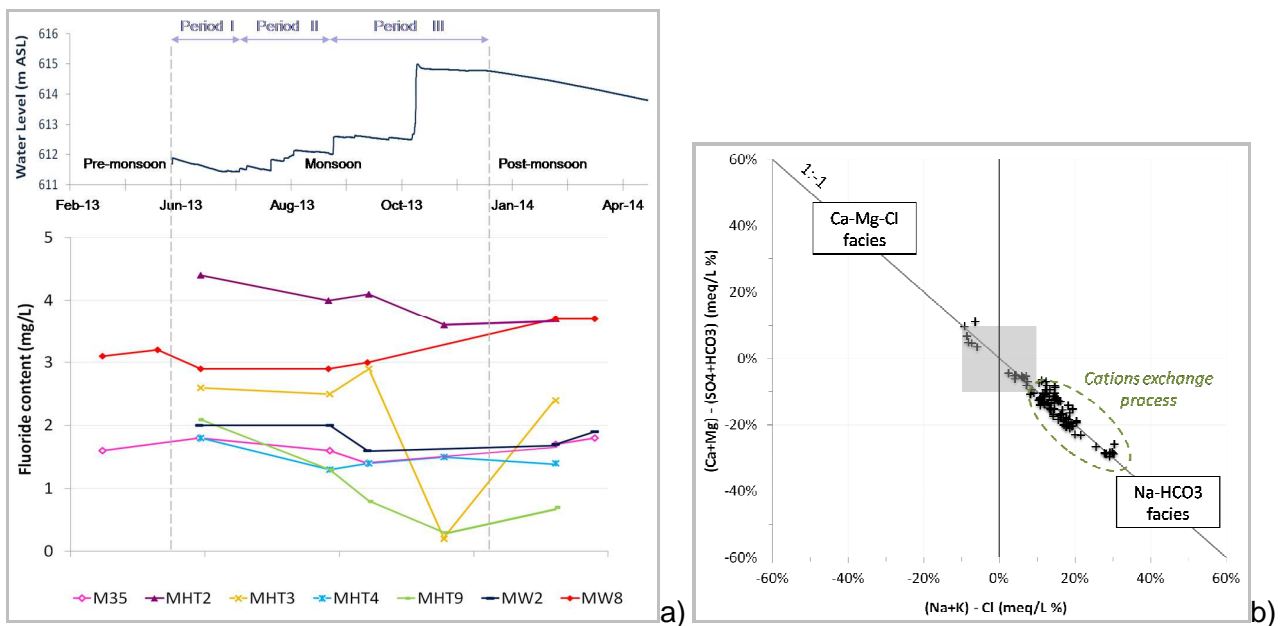 Period I Period II Period III
Water Level (m ASL)
616
615
614
613
612
611
Pre-monsoon Monsoon Post-monsoon
Feb-13 Jun-13 Aug-13 Oct-13 Jan-14 Apr-14
Fluoride content (mg/L)
5
4
3
2
1
0
M35 MHT2 MHT3 MHT4 MHT9 MW2 MW8
a)
(Ca+Mg) - (SO4+HCO3) (meq/L %)
60%
40%
20%
0%
-20%
-40%
-60%
1:-1
Ca-Mg-Cl
facies
Cations exchange
process
Na-HCO3
facies
-60% -40% -20% 0% 20% 40% 60%
(Na+K) - Cl (meq/L %)
b)